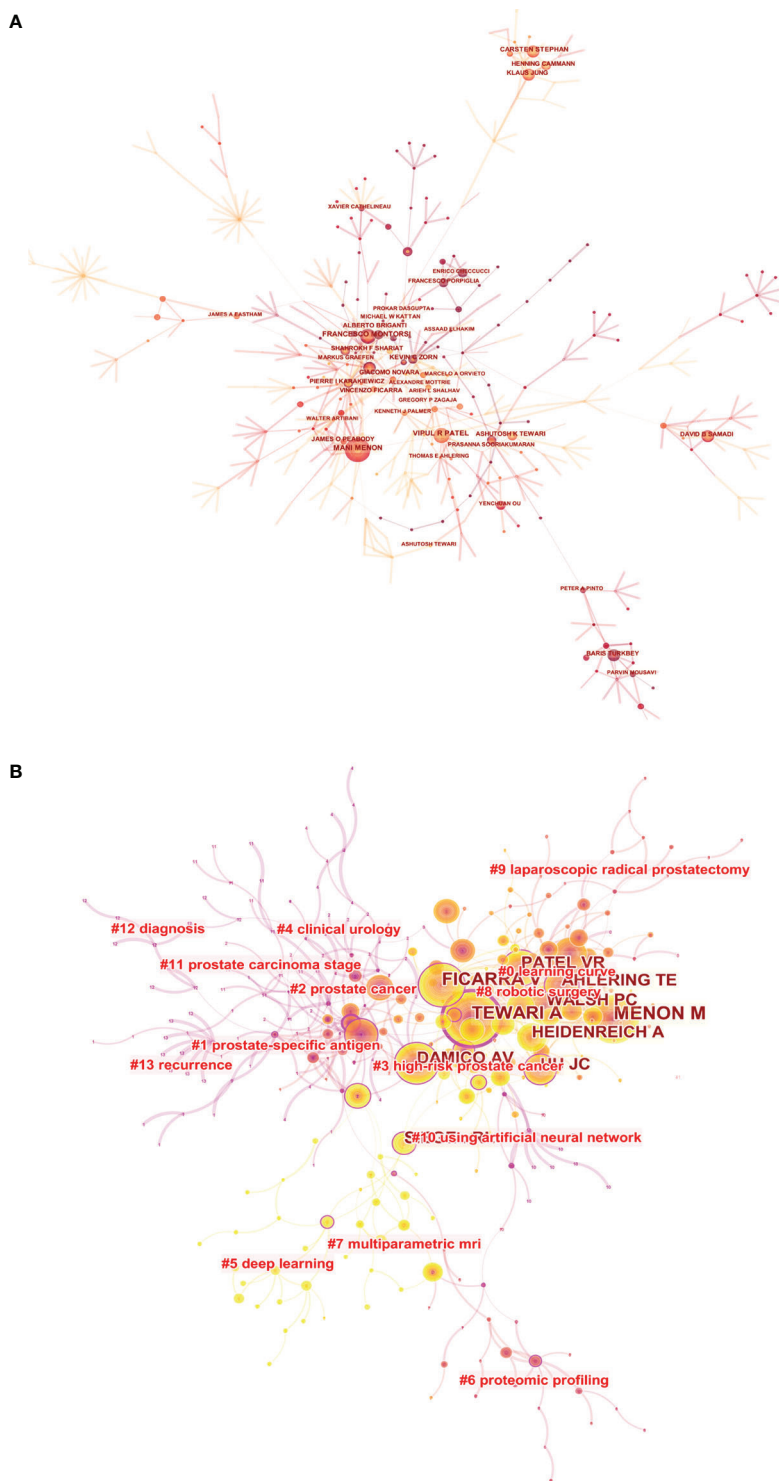 A
CARSTEN STEPHAN
HENNING CAMMANN
KLAUS JUNG
XAVIER CATHELINEAU
ENRICO CHECCUCCI
FRANCESCO PORPIGLIA
JAMES A EASTHAM
PROKAR DASGUPTA
MICHAEL W KATTAN
ALBERTO BRIGANTI
ASSAAD ELHAKIM
FRANCESCO MONTORSI
SHAHROKH F SHARIAT
KEVIN C ZORN
MARKUS GRAEFEN
GIACOMO NOVARA
MARCELO A ORVIETO
PIERRE I KARAKIEWICZ
ALEXANDRE MOTTRIE
VINCENZO FICARRA
ARIEH L SHALHAV
GREGORY P ZAGAJA
WALTER ARTIBANI
KENNETH J PALMER
JAMES O PEABODY
VIPUL R PATEL
ASHUTOSH K TEWARI
DAVID B SAMADI
MANI MENON
PRASANNA SOORIAKUMARAN
THOMAS E AHLERING
YENCHUAN OU
ASHUTOSH TEWARI
PETER A PINTO
BARIS TURKBEY
PARVIN MOUSAVI
B
#9 laparoscopic radical prostatectomy
#12 diagnosis
#4 clinical urology
#11 prostate carcinoma stage
PATEL VR
#0 learning curve
FICARRA V
AHLERING TE
#2 prostate cancer
#8 robotic surgery
WALSH PC
TEWARI A
MENON M
HEIDENREICH A
#1 prostate-specific antigen
#13 recurrence
DAMICO AV
HU JC
#3 high-risk prostate cancer
#10 using artificial neural network
#7 multiparametric mri
#5 deep learning
#6 proteomic profiling